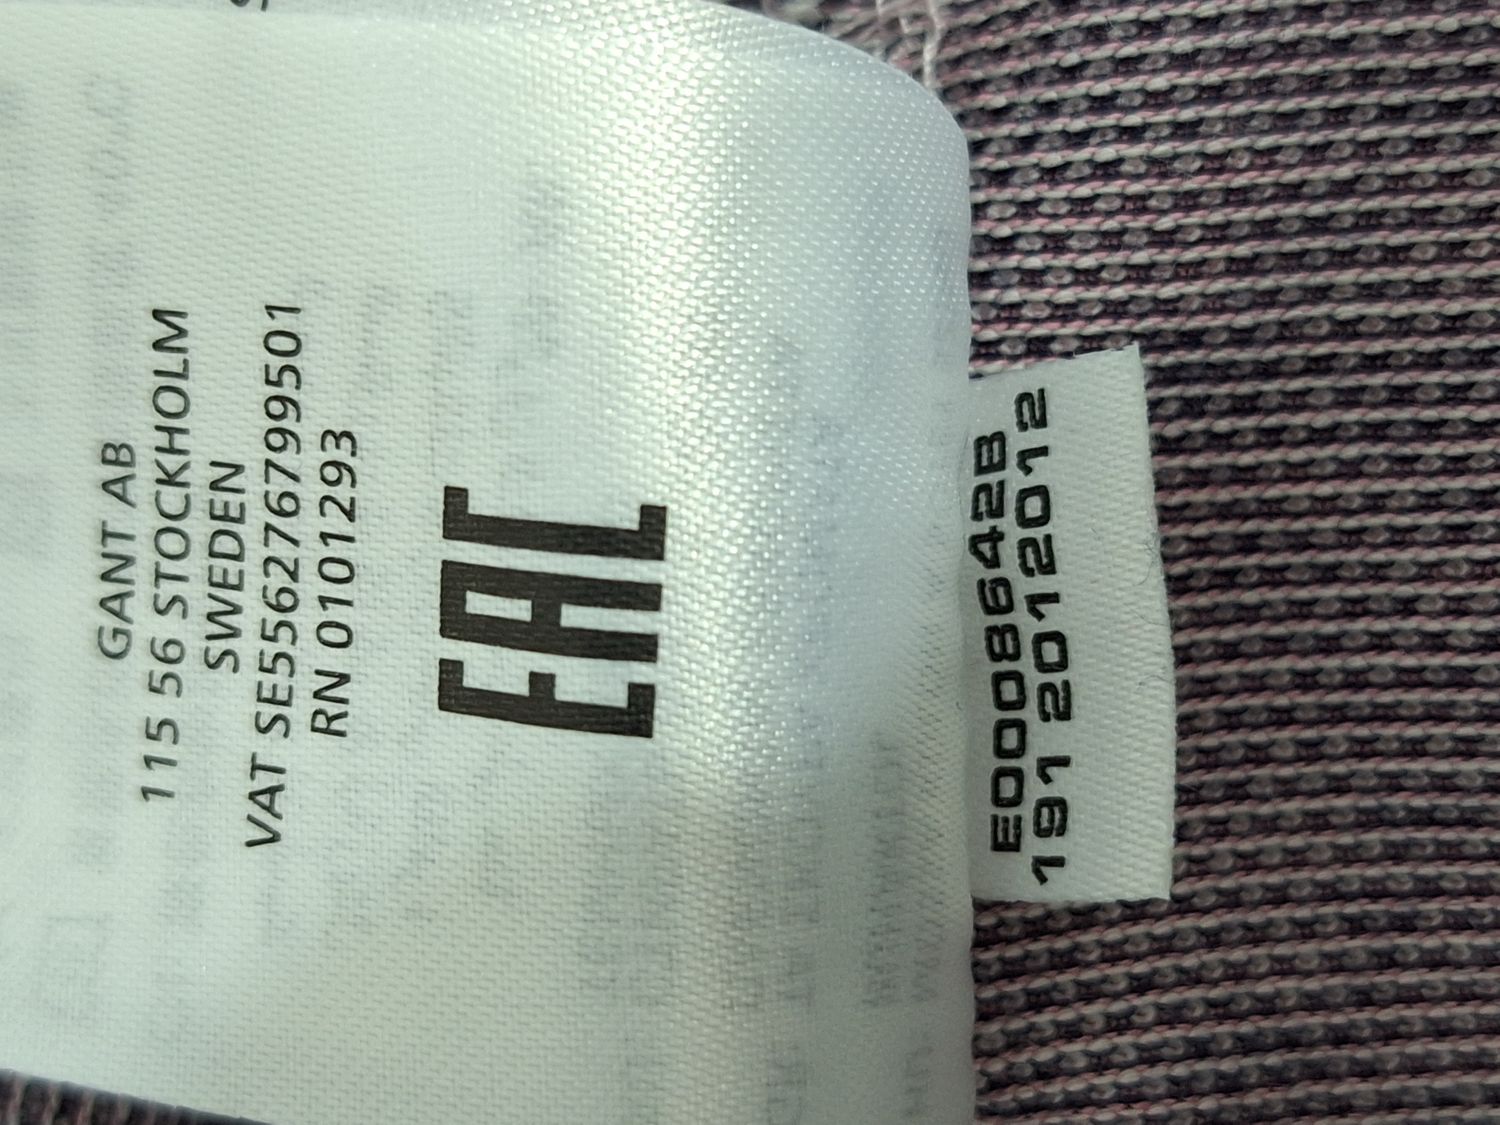 GANT AB
115 56 STOCKHOLM
SWEDEN
VAT SE556276799501
RN 0101293
EAC
E0008642B
191 2012012